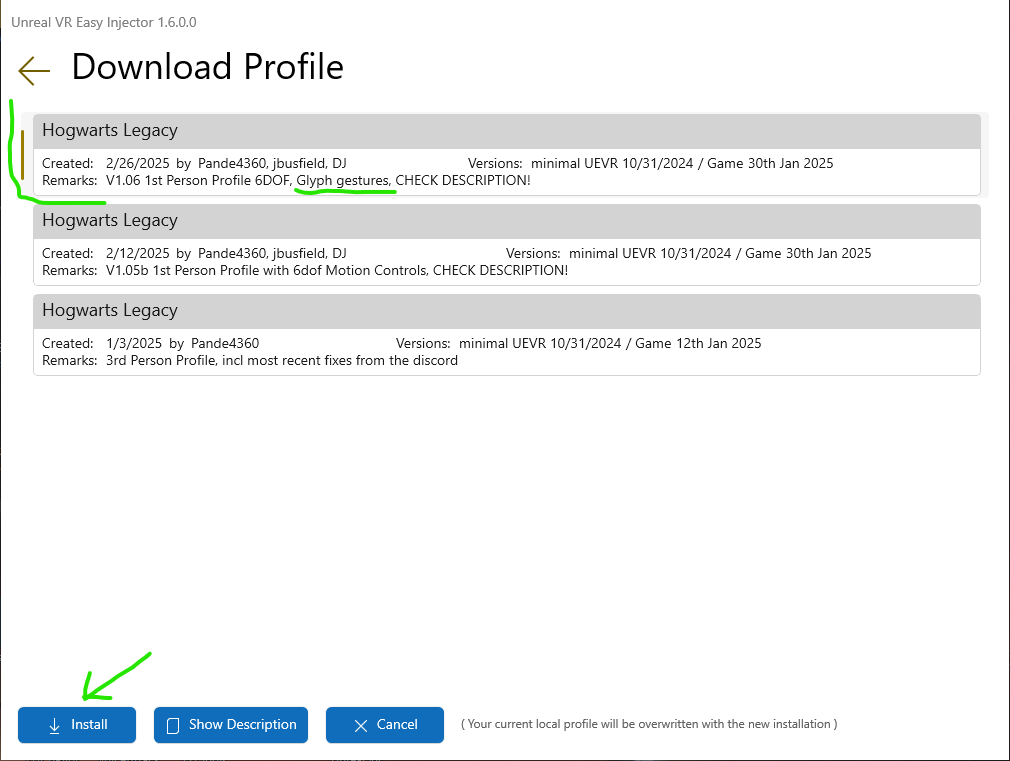 Unreal VR Easy Injector 1.6.0.0
Download Profile
Hogwarts Legacy
Created: 2/26/2025 by Pande4360, jbusfield, DJ Versions: minimal UEVR 10/31/2024 / Game 30th Jan 2025
Remarks: V1.06 1st Person Profile 6DOF, Glyph gestures, CHECK DESCRIPTION!
Hogwarts Legacy
Created: 2/12/2025 by Pande4360, jbusfield, DJ Versions: minimal UEVR 10/31/2024 / Game 30th Jan 2025
Remarks: V1.05b 1st Person Profile with 6dof Motion Controls, CHECK DESCRIPTION!
Hogwarts Legacy
Created: 1/3/2025 by Pande4360 Versions: minimal UEVR 10/31/2024 / Game 12th Jan 2025
Remarks: 3rd Person Profile, incl most recent fixes from the discord
Install Show Description Cancel ( Your current local profile will be overwritten with the new installation )